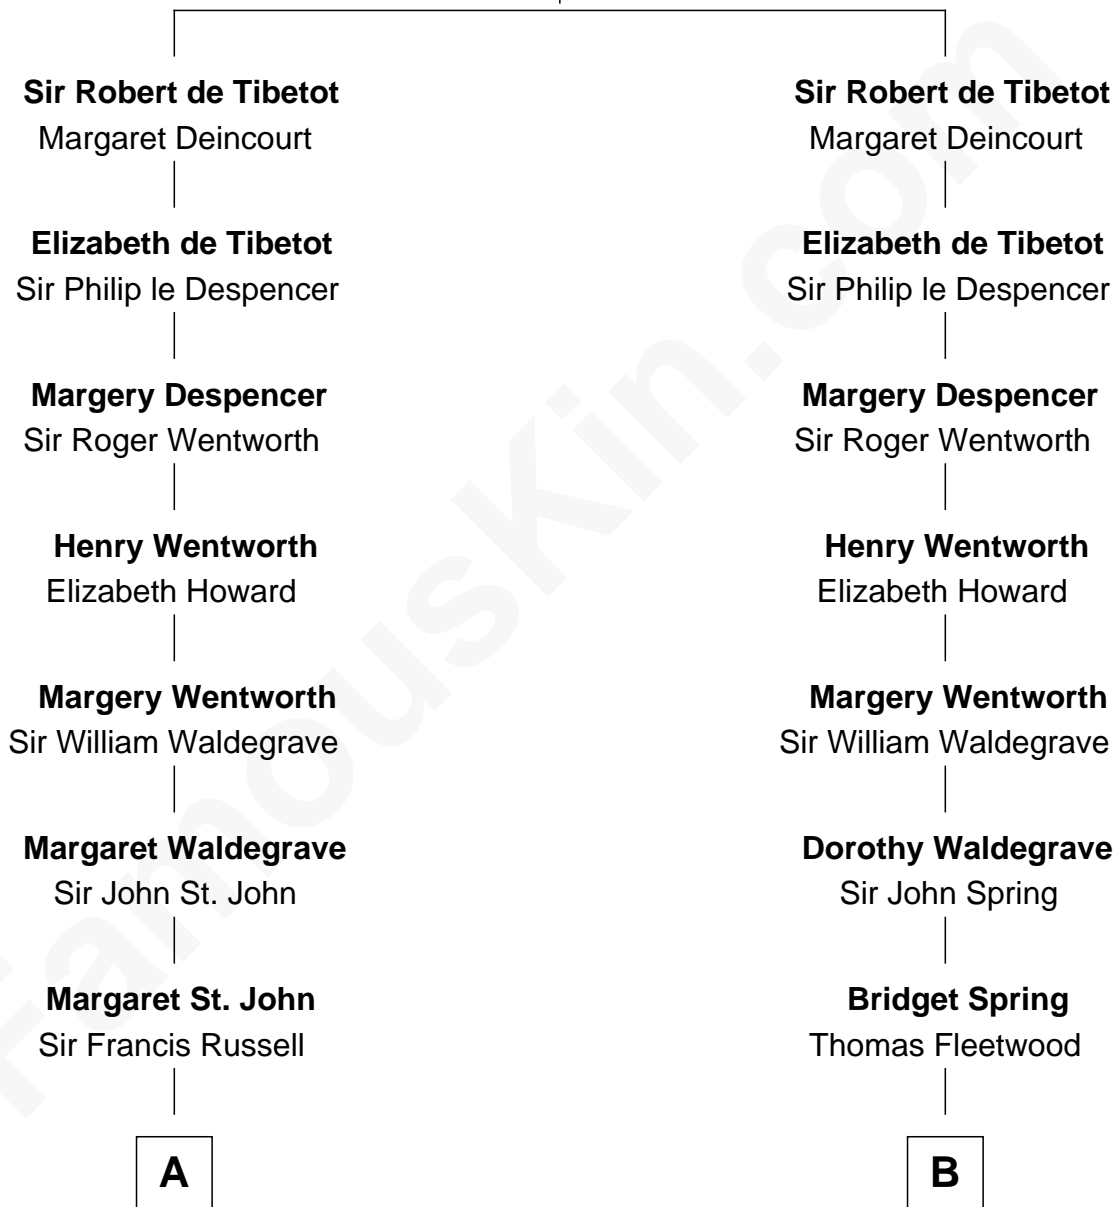 Sir Robert de Tibetot
Margaret Deincourt
Elizabeth de Tibetot
Sir Philip le Despencer
Margery Despencer
Sir Roger Wentworth
Henry Wentworth
Elizabeth Howard
Margery Wentworth
Sir William Waldegrave
Margaret Waldegrave
Sir John St. John
Margaret St. John
Sir Francis Russell
A
Sir Robert de Tibetot
Margaret Deincourt
Elizabeth de Tibetot
Sir Philip le Despencer
Margery Despencer
Sir Roger Wentworth
Henry Wentworth
Elizabeth Howard
Margery Wentworth
Sir William Waldegrave
Dorothy Waldegrave
Sir John Spring
Bridget Spring
Thomas Fleetwood
B
FamousKin.com